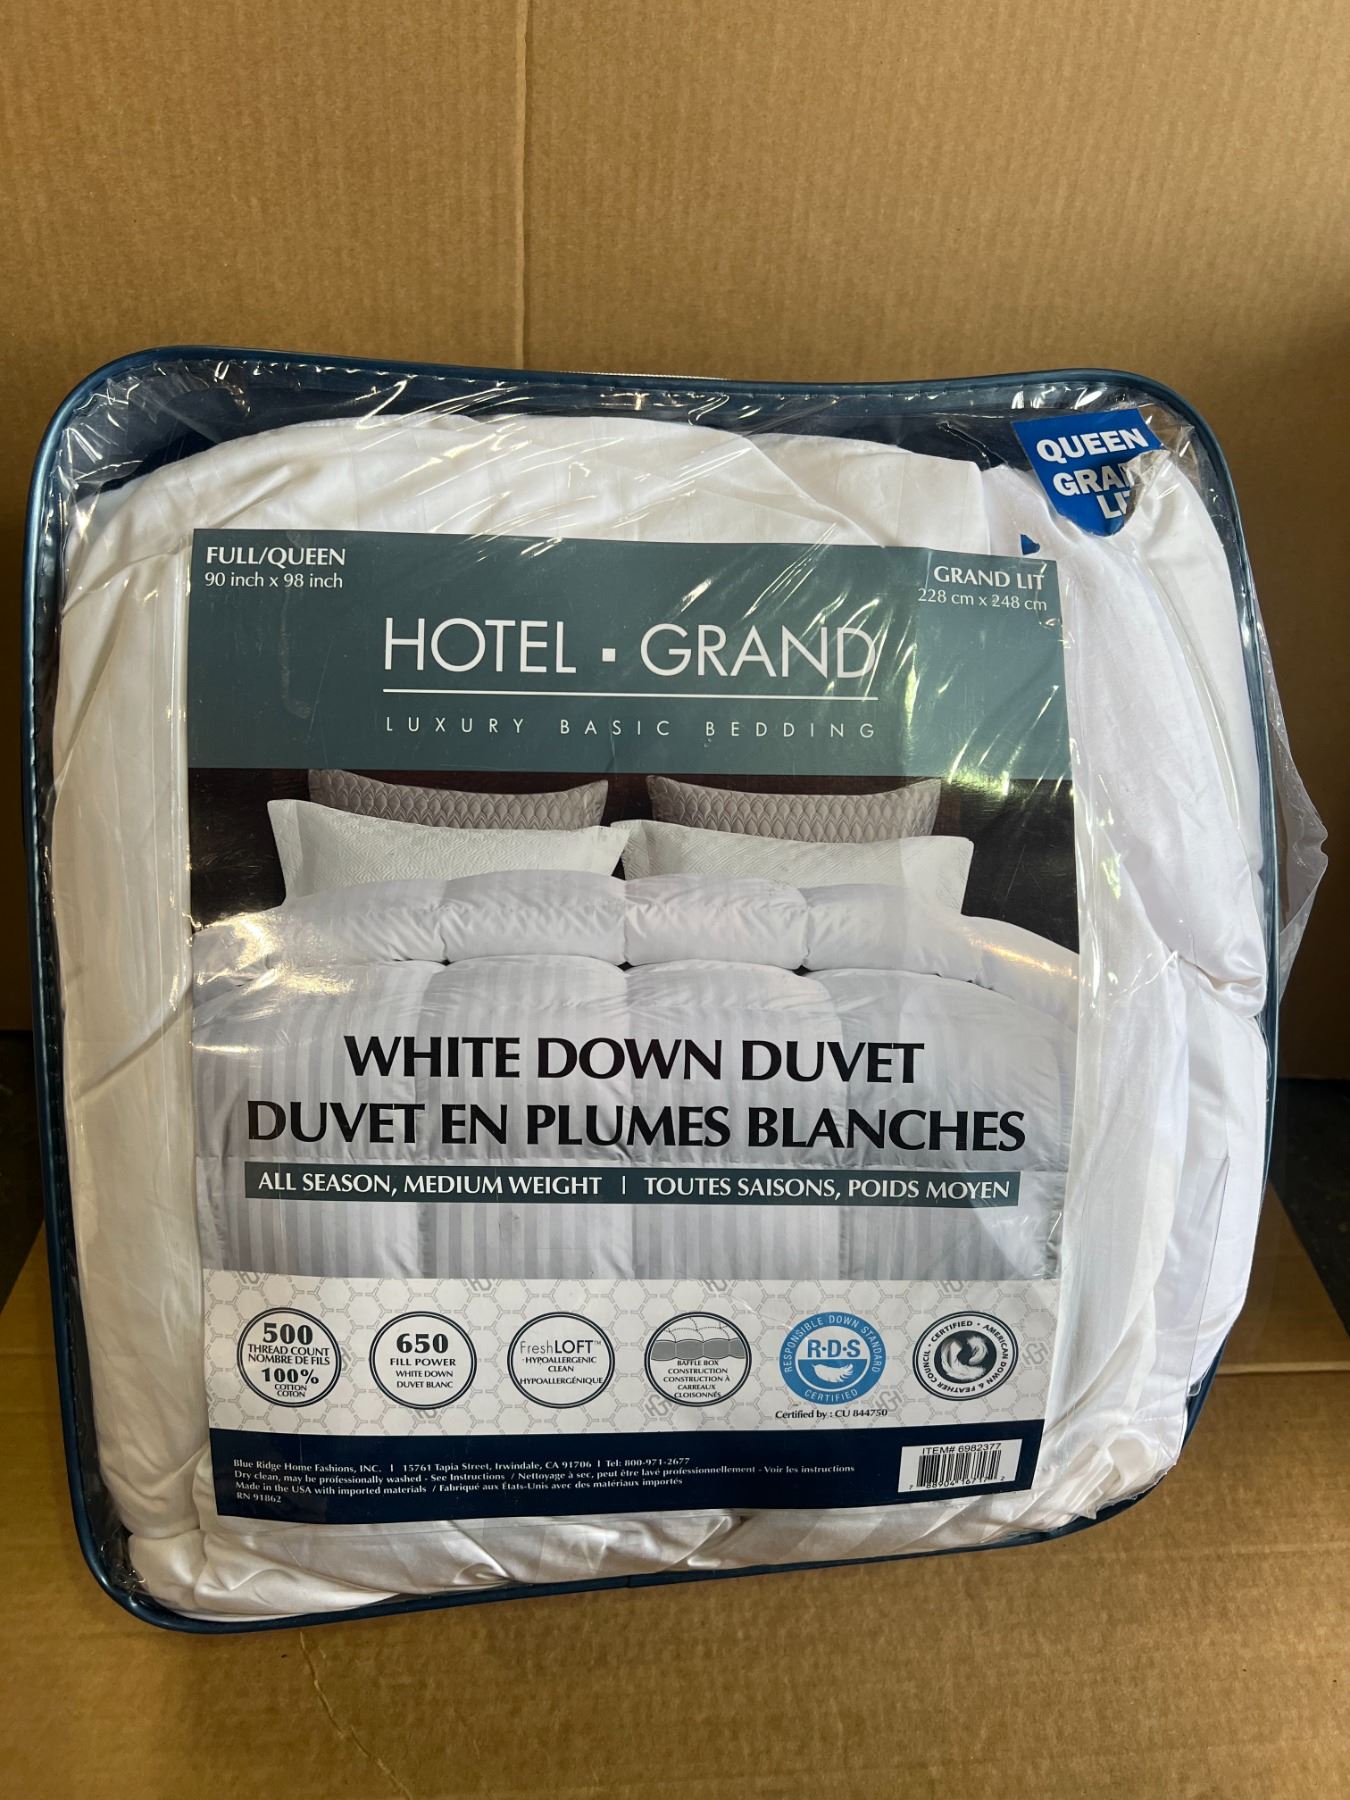 QUEEN
FULL/QUEEN
90 inch x 98 inch
GRAND LIT
228 cm x 248 cm
HOTEL ▪ GRAND
LUXURY BASIC BEDDING
WHITE DOWN DUVET
DUVET EN PLUMES BLANCHES
ALL SEASON, MEDIUM WEIGHT | TOUTES SAISONS, POIDS MOYEN
500
THREAD COUNT
NOMBRE DE FILS
100%
COTTON
COTON
650
FILL POWER
WHITE DOWN
DUVET BLANC
FreshLOFT™
HYPOALLERGENIC
CLEAN
HYPOALLERGÉNIQUE
BAFFLE BOX
CONSTRUCTION
CONSTRUCTION À
CARREAUX
CLOISONNÉS
RESPONSIBLE DOWN STANDARD
R·D·S
CERTIFIED
Certified by : CU 844750
CERTIFIED • AMERICAN DOWN & FEATHER COUNCIL •
Blue Ridge Home Fashions, INC. | 15761 Tapia Street, Irwindale, CA 91706 | Tel: 800-971-2677
Dry clean, may be professionally washed - See Instructions / Nettoyage à sec, peut être lavé professionnellement - Voir les instructions
Made in the USA with imported materials / Fabriqué aux États-Unis avec des matériaux importés
RN 91862
ITEM# 6982377